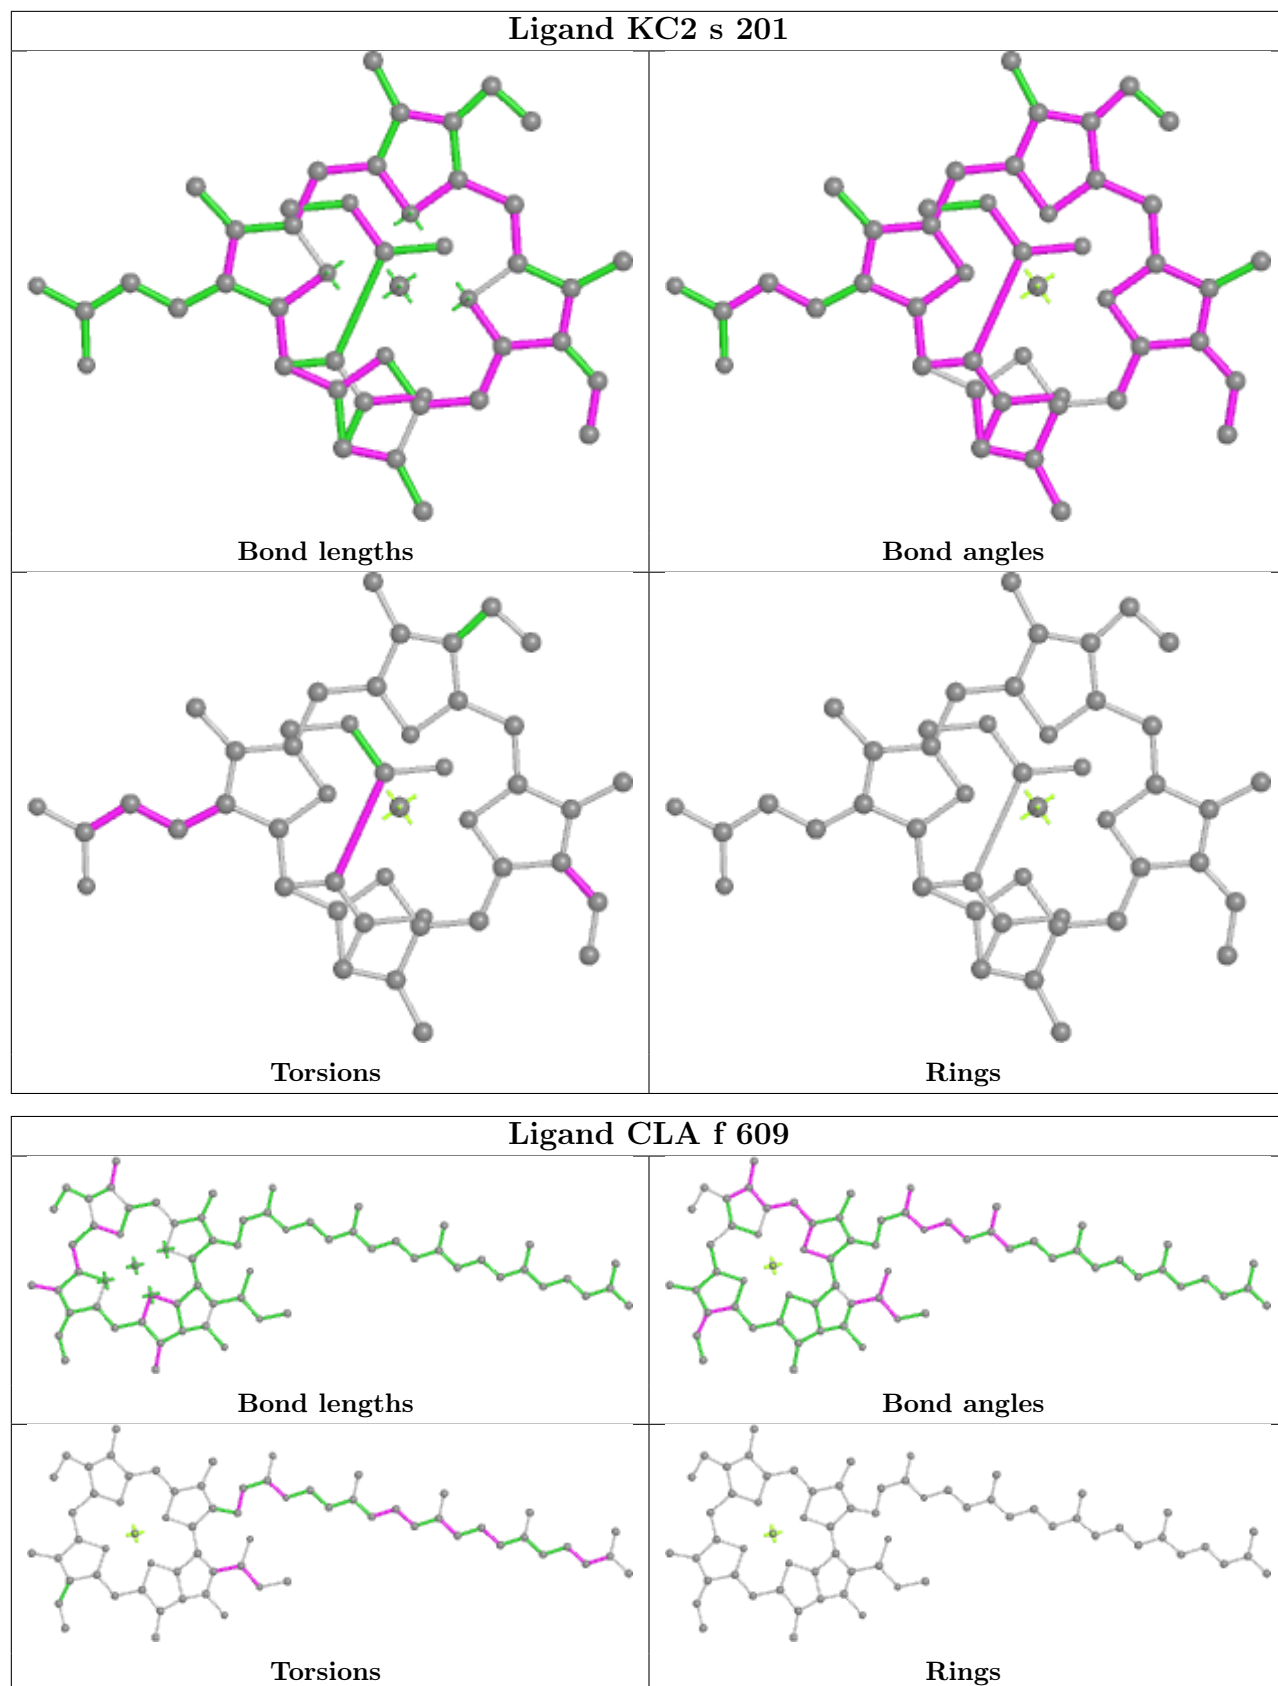 Ligand KC2 s 201
Bond lengths
Bond angles
Torsions
Rings
Ligand CLA f 609
Bond lengths
Bond angles
Torsions
Rings